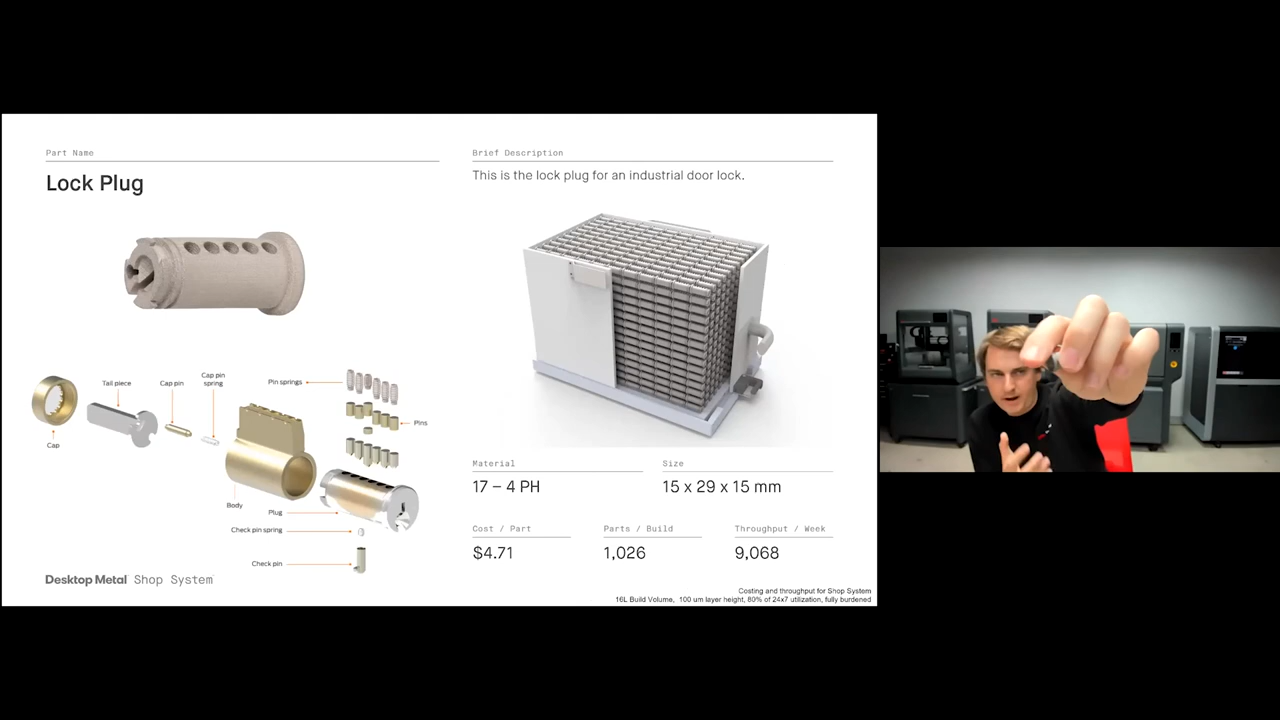 Part Name
Lock Plug
Brief Description
This is the lock plug for an industrial door lock.
Cap
Tail piece
Cap pin
Cap pin
spring
Pin springs
Pins
Body
Plug
Check pin spring
Check pin
Material
17 – 4 PH
Size
15 x 29 x 15 mm
Cost / Part
$4.71
Parts / Build
1,026
Throughput / Week
9,068
Desktop Metal Shop System
Costing and throughput for Shop System
16L Build Volume, 100 um layer height, 80% of 24x7 utilization, fully burdened